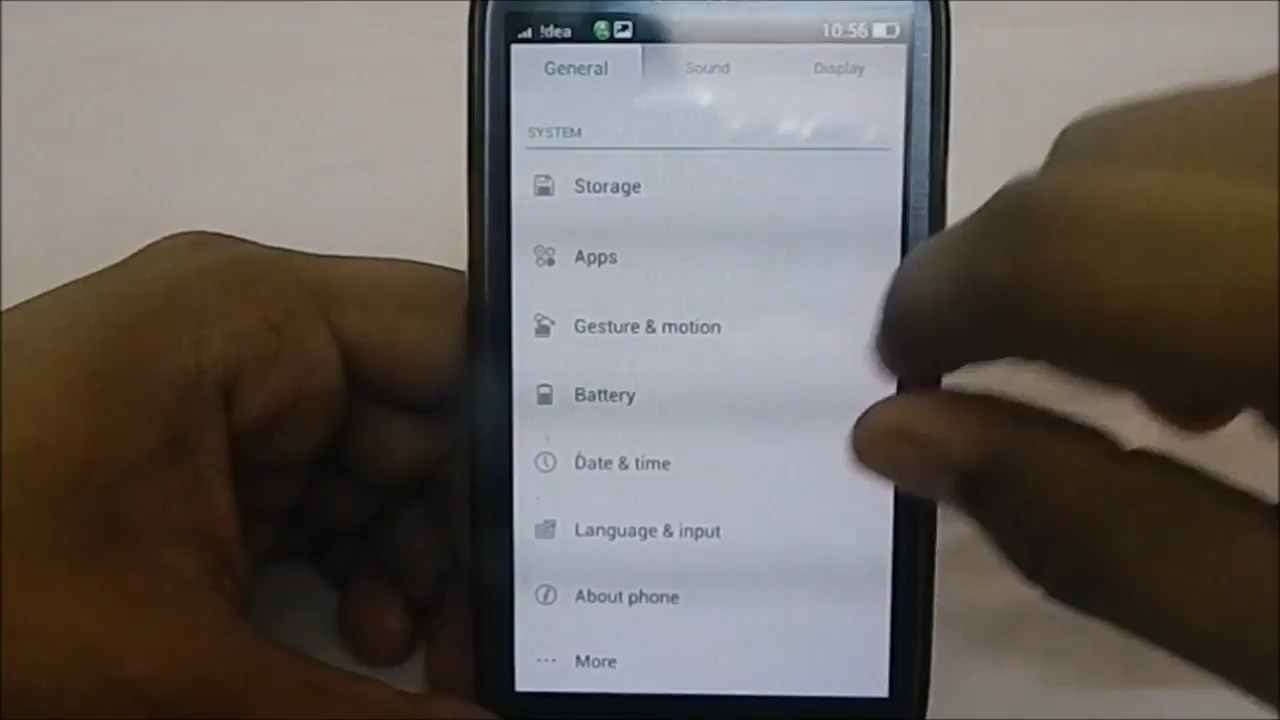 !dea 10:56
General Sound Display
SYSTEM
Storage
Apps
Gesture & motion
Battery
Date & time
Language & input
About phone
More